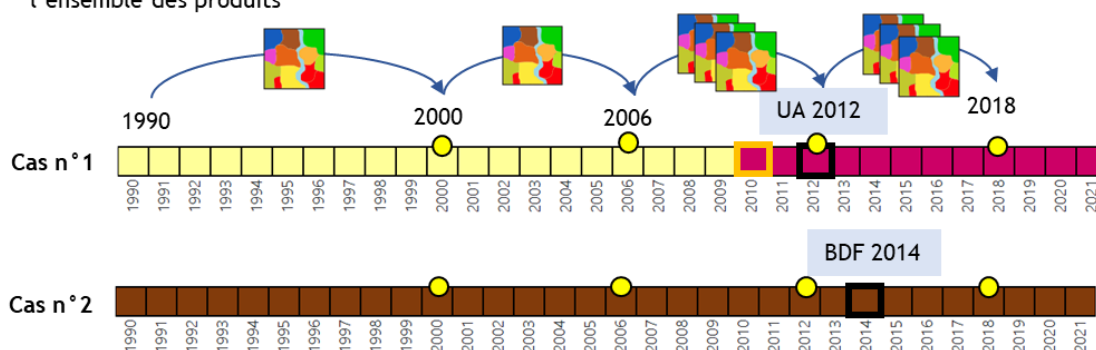 l'ensemble des produits
1990 2000 2006 UA 2012 2018
Cas n°1
1990 1991 1992 1993 1994 1995 1996 1997 1998 1999 2000 2001 2002 2003 2004 2005 2006 2007 2008 2009 2010 2011 2012 2013 2014 2015 2016 2017 2018 2019 2020 2021
BDF 2014
Cas n°2
1990 1991 1992 1993 1994 1995 1996 1997 1998 1999 2000 2001 2002 2003 2004 2005 2006 2007 2008 2009 2010 2011 2012 2013 2014 2015 2016 2017 2018 2019 2020 2021